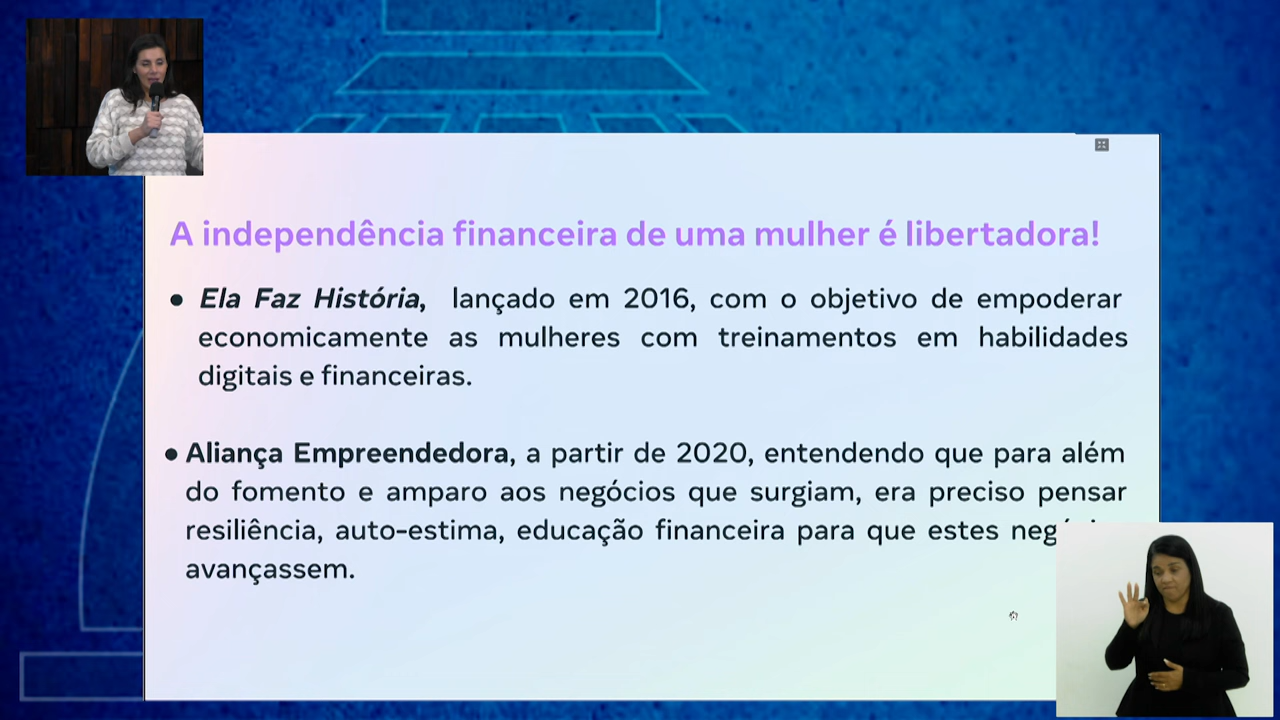 A independência financeira de uma mulher é libertadora!
• Ela Faz História, lançado em 2016, com o objetivo de empoderar
economicamente as mulheres com treinamentos em habilidades
digitais e financeiras.
• Aliança Empreendedora, a partir de 2020, entendendo que para além
do fomento e amparo aos negócios que surgiam, era preciso pensar
resiliência, auto-estima, educação financeira para que estes
avançassem.